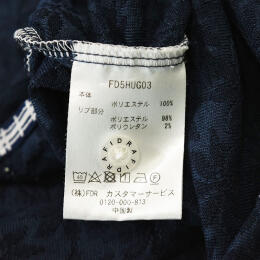 FD5HUG03
本体
ポリエステル 100%
リブ部分
ポリエステル 98%
ポリウレタン 2%
FIDRAFIDRA
(株)FDR カスタマーサービス
0120-000-813
中国製